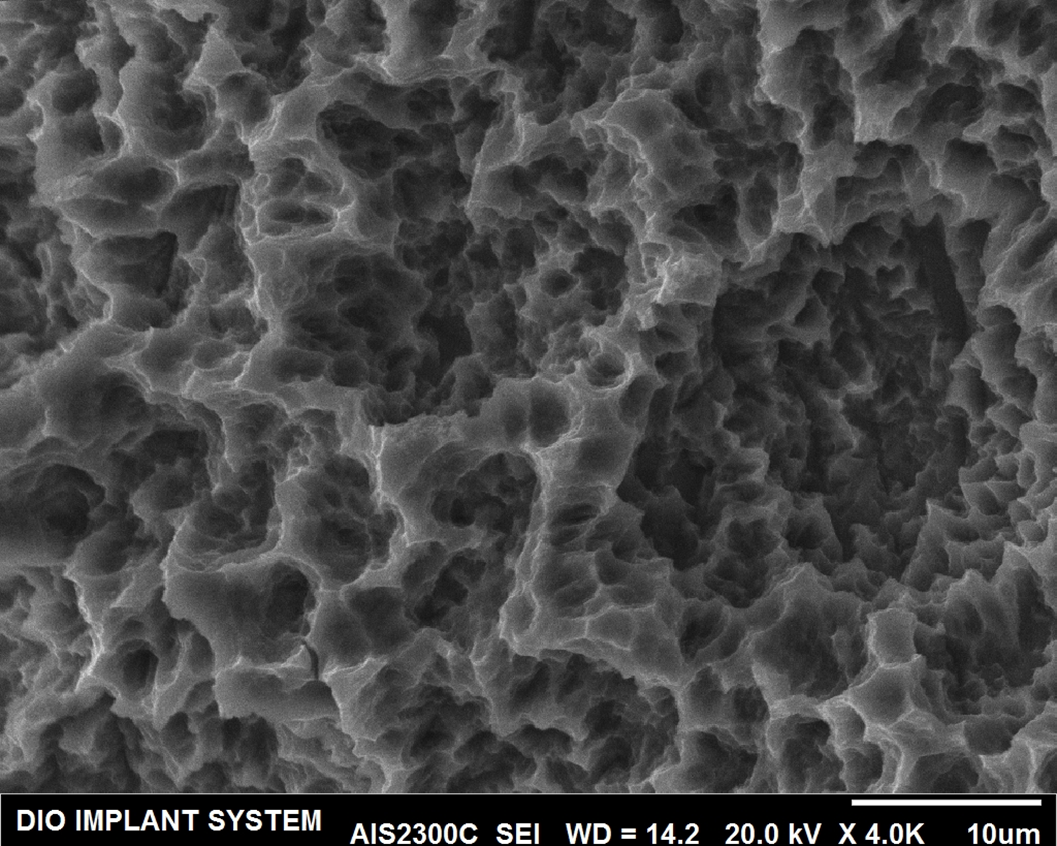 DIO IMPLANT SYSTEM
AIS2300C SEI WD = 14.2 20.0 kV X 4.0K 10um